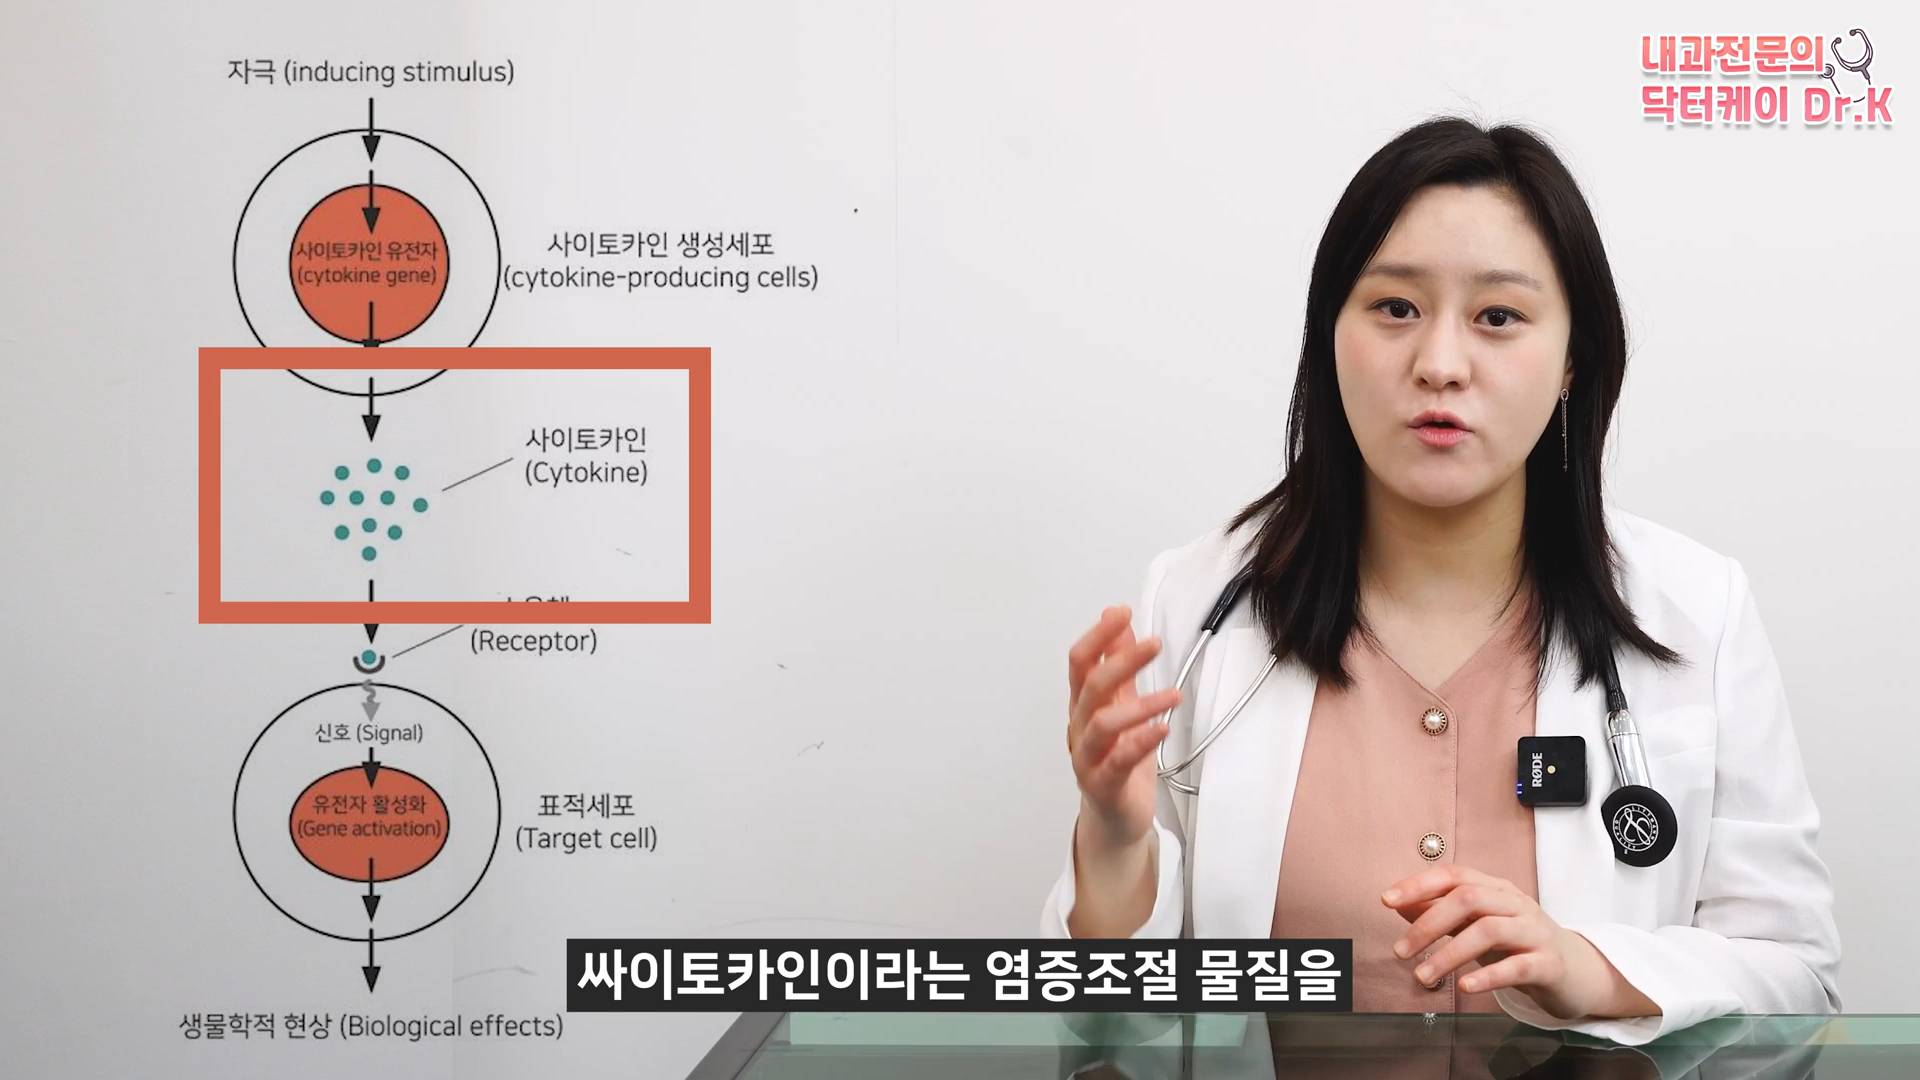 내과전문의
닥터케이 Dr.K
자극 (inducing stimulus)
사이토카인 유전자
(cytokine gene)
사이토카인 생성세포
(cytokine-producing cells)
사이토카인
(Cytokine)
(Receptor)
신호 (Signal)
유전자 활성화
(Gene activation)
표적세포
(Target cell)
생물학적 현상 (Biological effects)
RØDE
싸이토카인이라는 염증조절 물질을